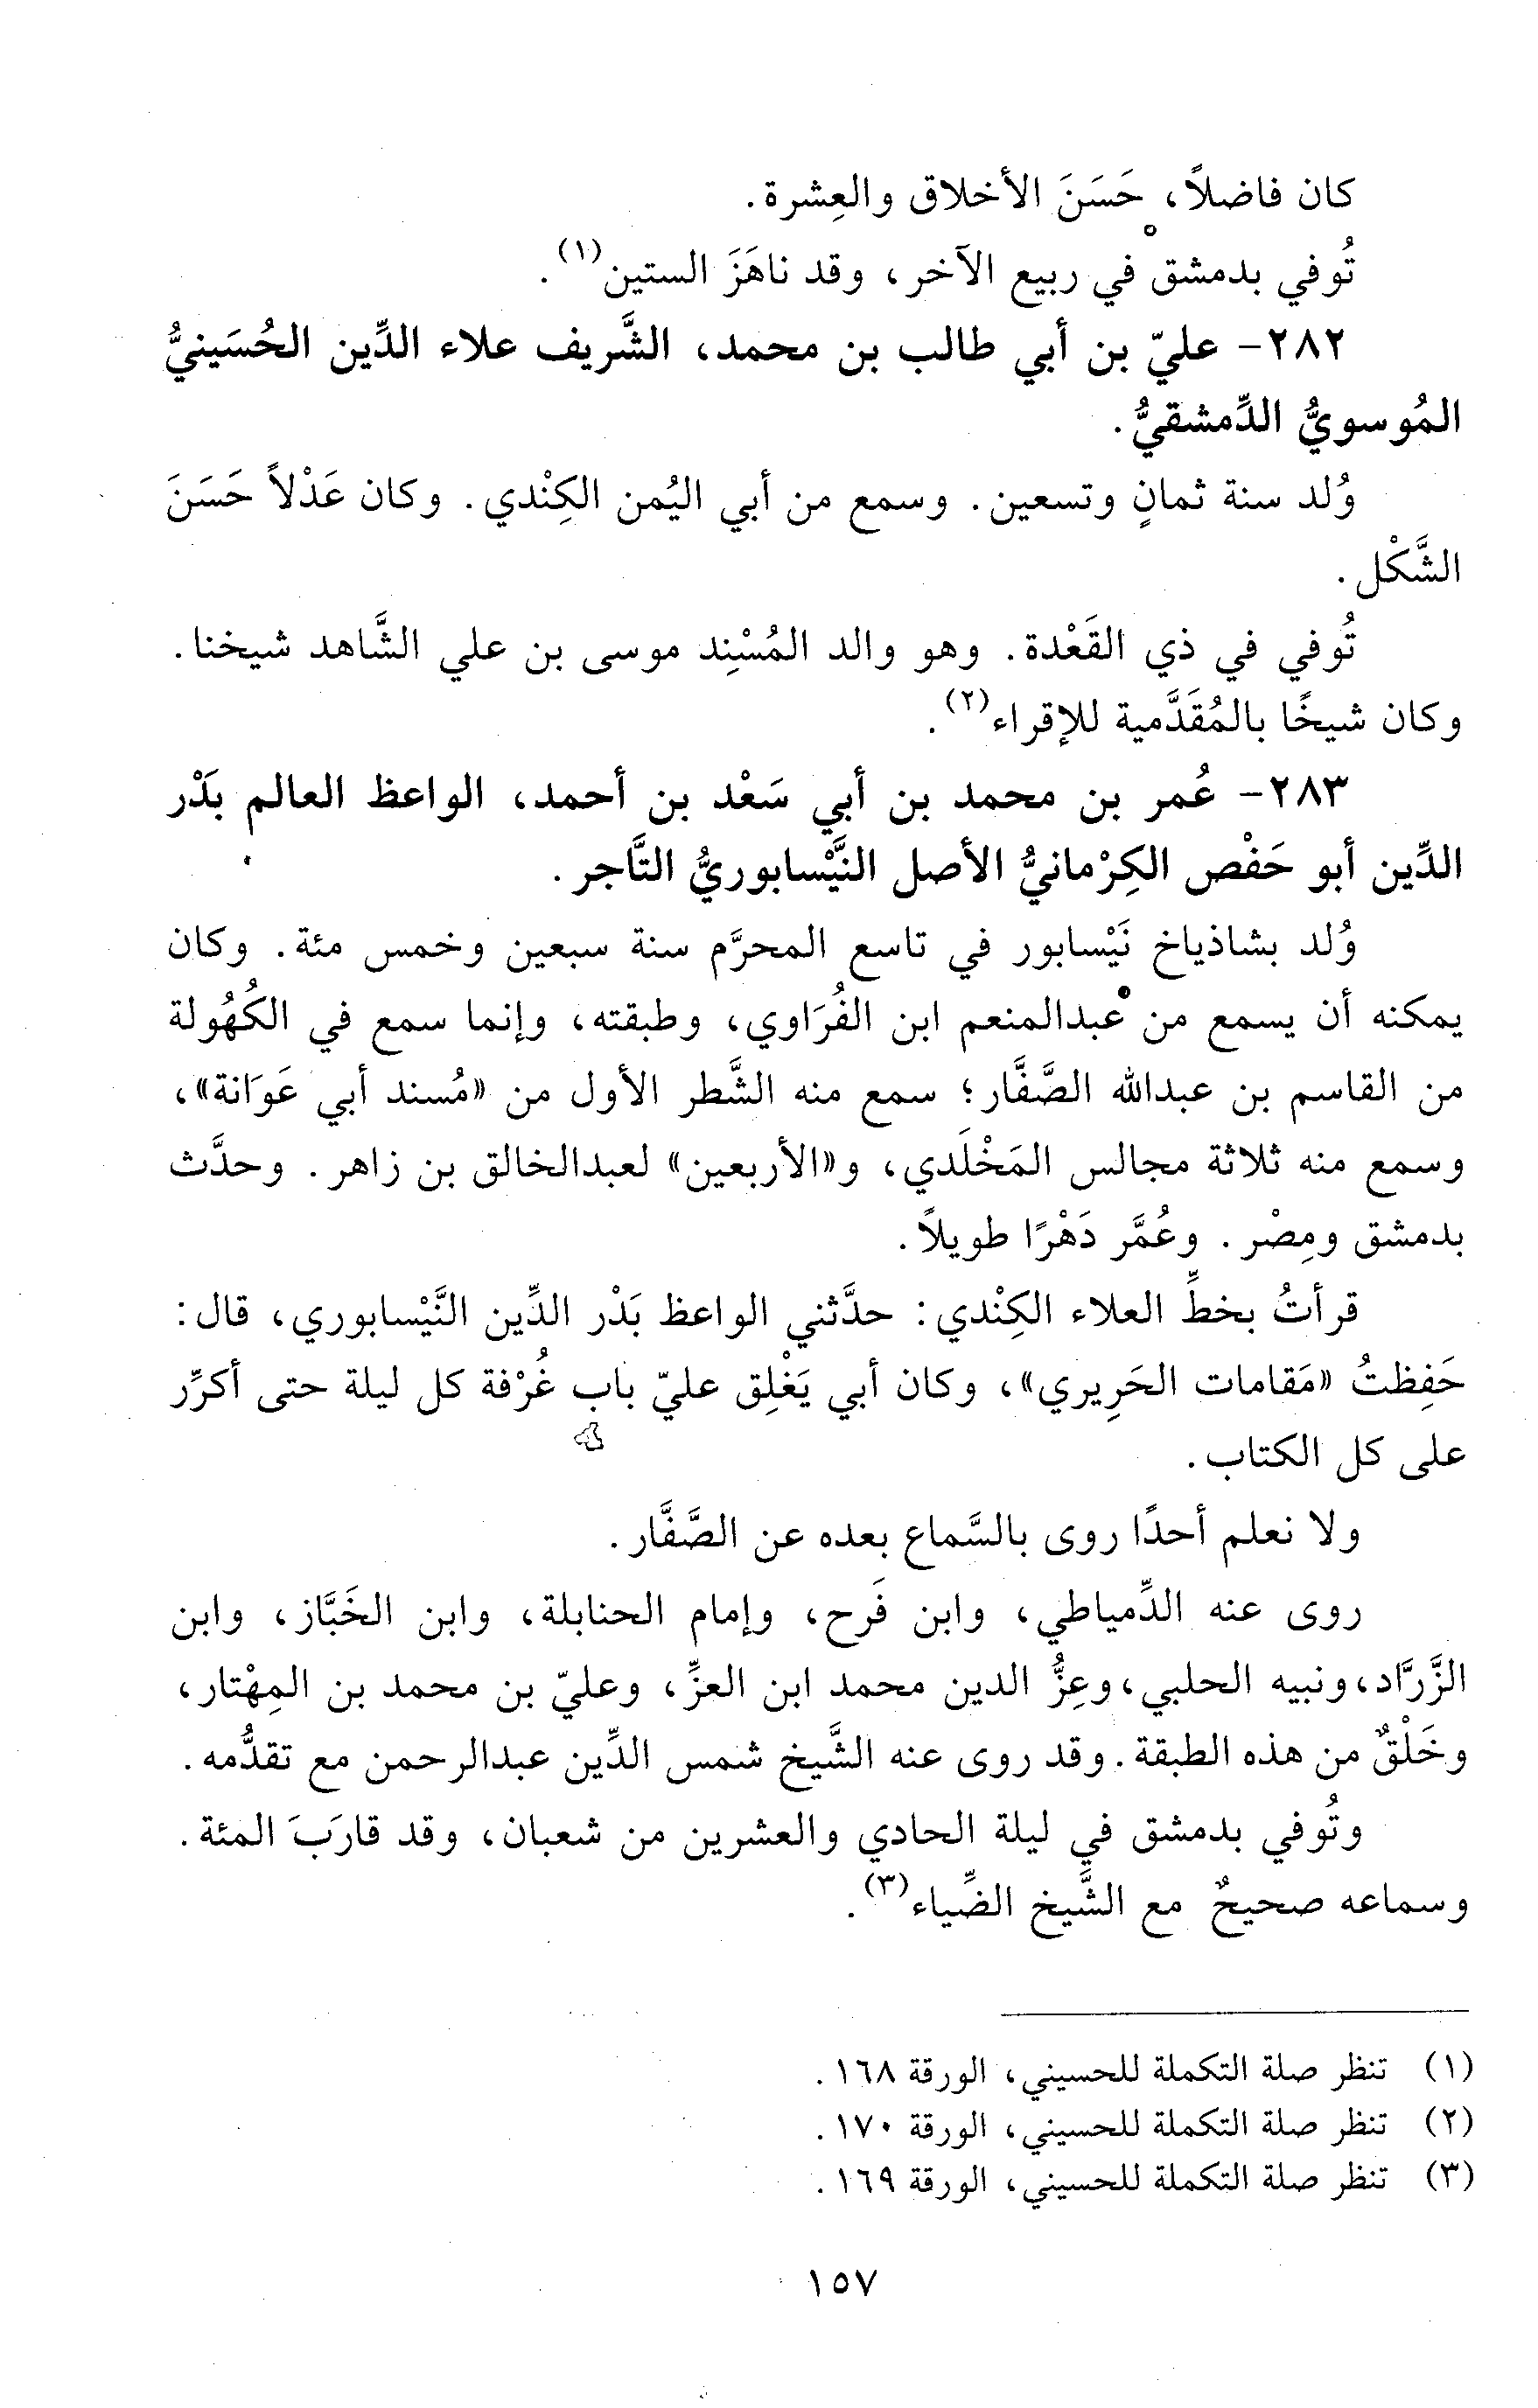 كان فاضلاً، حَسَنَ الأخلاق والعِشرة.
تُوفي بدمشق في ربيع الآخر، وقد ناهَزَ الستين(١).
٢٨٢- عليّ بن أبي طالب بن محمد، الشَّريف علاء الدِّين الحُسَينيُّ
المُوسويُّ الدِّمشقيُّ.
وُلد سنة ثمانٍ وتسعين. وسمع من أبي اليُمن الكِنْدي. وكان عَدْلاً حَسَنَ
الشَّكْل.
تُوفي في ذي القَعْدة. وهو والد المُسْنِد موسى بن علي الشَّاهد شيخنا.
وكان شيخًا بالمُقَدَّمية للإقراء(٢).
٢٨٣- عُمر بن محمد بن أبي سَعْد بن أحمد، الواعظ العالم بَدْر
الدِّين أبو حَفْص الكِرْمانيُّ الأصل النَّيْسابوريُّ التَّاجر.
وُلد بشاذياخ نَيْسابور في تاسع المحرَّم سنة سبعين وخمس مئة. وكان
يمكنه أن يسمع من عبدالمنعم ابن الفُرَاوي، وطبقته، وإنما سمع في الكُهُولة
من القاسم بن عبدالله الصَّفَّار؛ سمع منه الشَّطر الأول من «مُسند أبي عَوَانة»،
وسمع منه ثلاثة مجالس المَخْلَدي، و«الأربعين» لعبدالخالق بن زاهر. وحدَّث
بدمشق ومِصْر. وعُمَّر دَهْرًا طويلاً.
قرأتُ بخطِّ العلاء الكِنْدي: حدَّثني الواعظ بَدْر الدِّين النَّيْسابوري، قال:
حَفِظتُ «مَقامات الحَرِيري»، وكان أبي يَغْلِق عليّ باب غُرْفة كل ليلة حتى أكرِّر
على كل الكتاب.
ولا نعلم أحدًا روى بالسَّماع بعده عن الصَّفَّار.
روى عنه الدِّمياطي، وابن فَرح، وإمام الحنابلة، وابن الخَبَّاز، وابن
الزَّرَّاد، ونبيه الحلبي، وعِزُّ الدين محمد ابن العزِّ، وعليّ بن محمد بن المِهْتار،
وخَلْقٌ من هذه الطبقة. وقد روى عنه الشَّيخ شمس الدِّين عبدالرحمن مع تقدُّمه.
وتُوفي بدمشق في ليلة الحادي والعشرين من شعبان، وقد قارَبَ المئة.
وسماعه صحيحٌ مع الشَّيخ الضِّياء(٣).
(١) تنظر صلة التكملة للحسيني، الورقة ١٦٨.
(٢) تنظر صلة التكملة للحسيني، الورقة ١٧٠.
(٣) تنظر صلة التكملة للحسيني، الورقة ١٦٩.
١٥٧